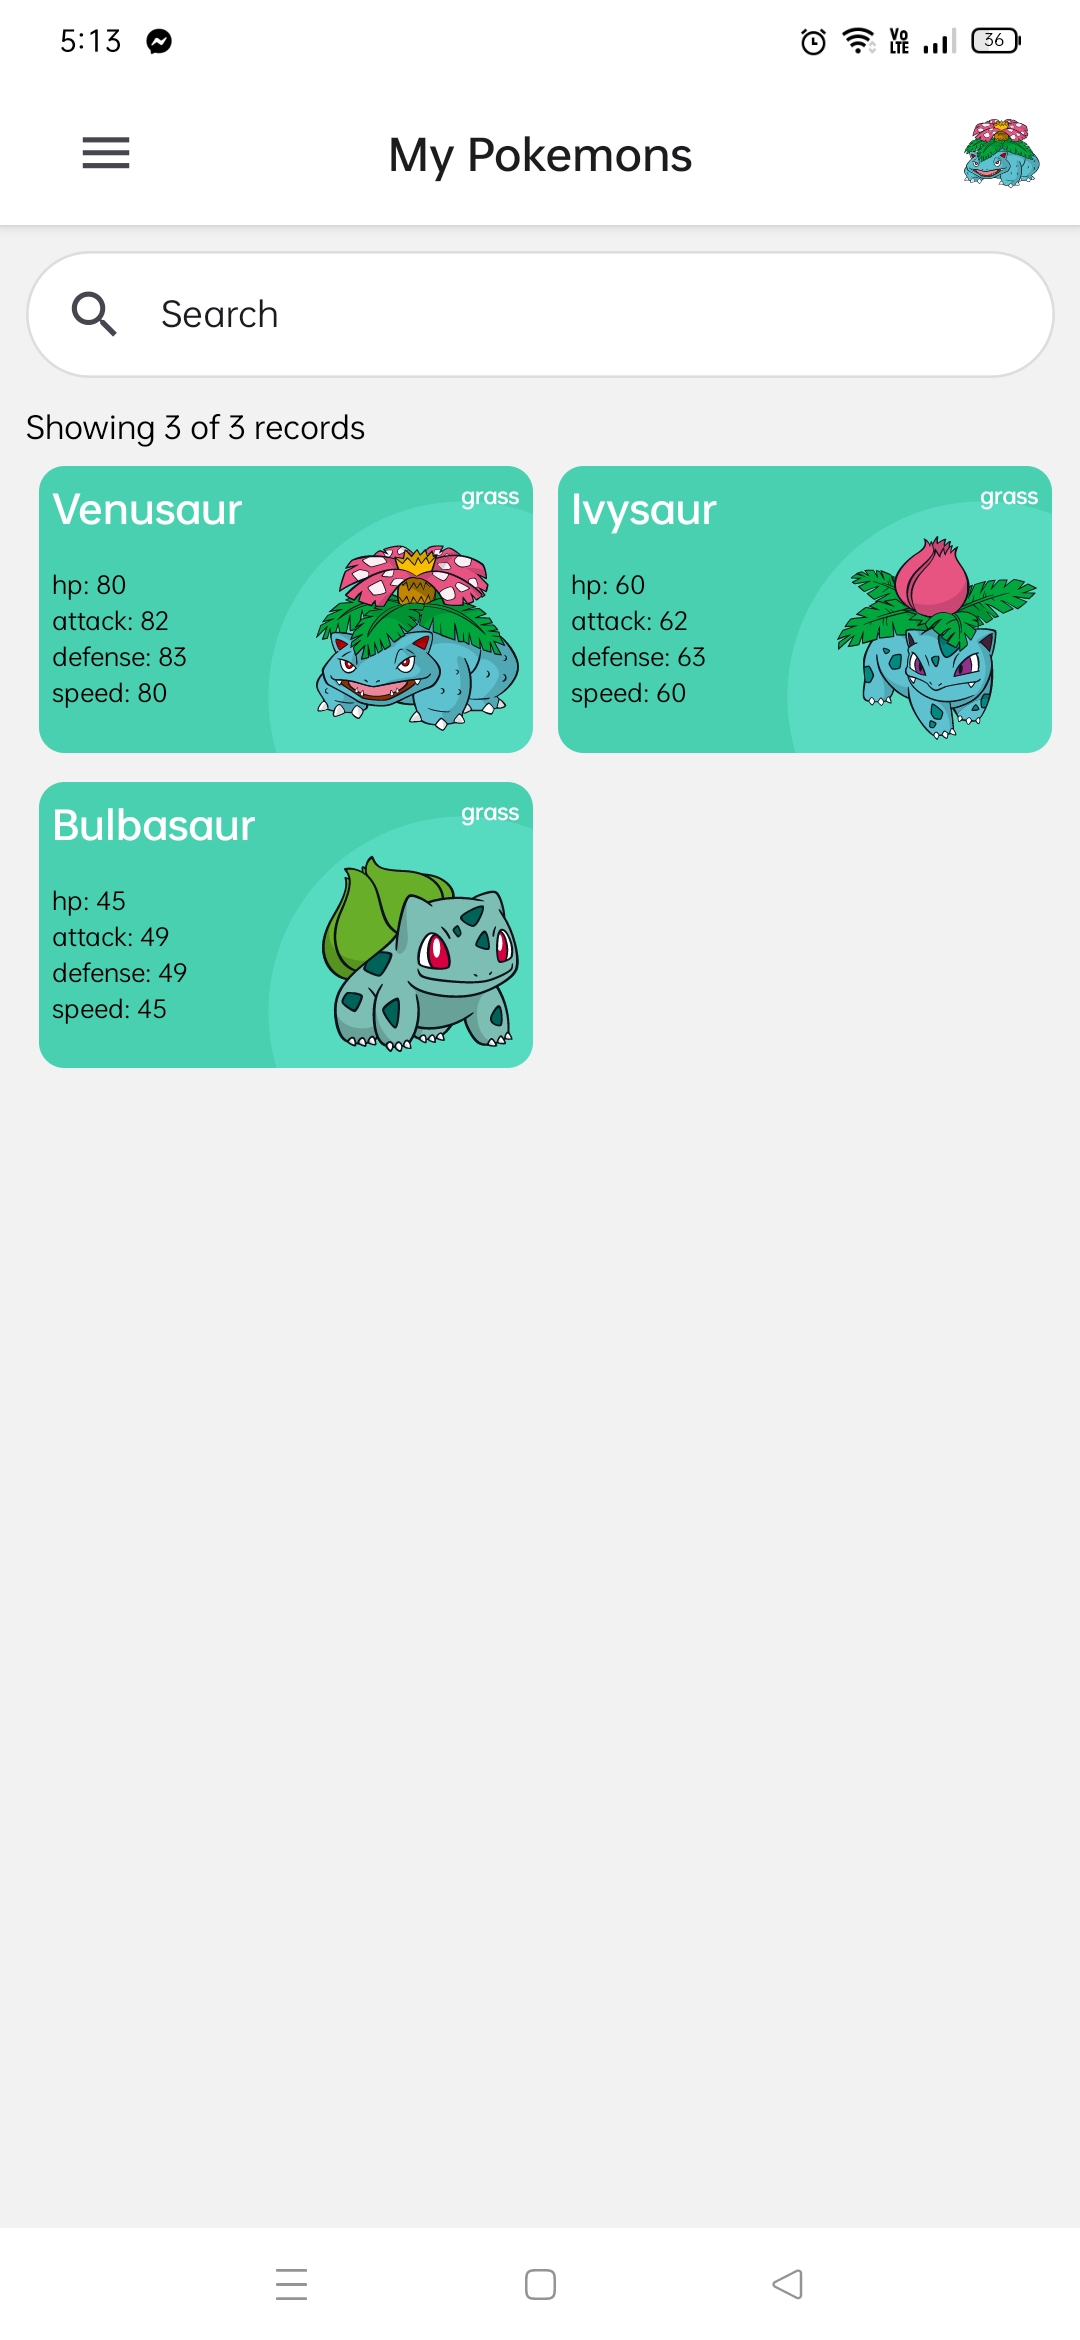 5:13
Vo LTE
36
My Pokemons
Search
Showing 3 of 3 records
Venusaur
grass
hp: 80
attack: 82
defense: 83
speed: 80
Ivysaur
grass
hp: 60
attack: 62
defense: 63
speed: 60
Bulbasaur
grass
hp: 45
attack: 49
defense: 49
speed: 45